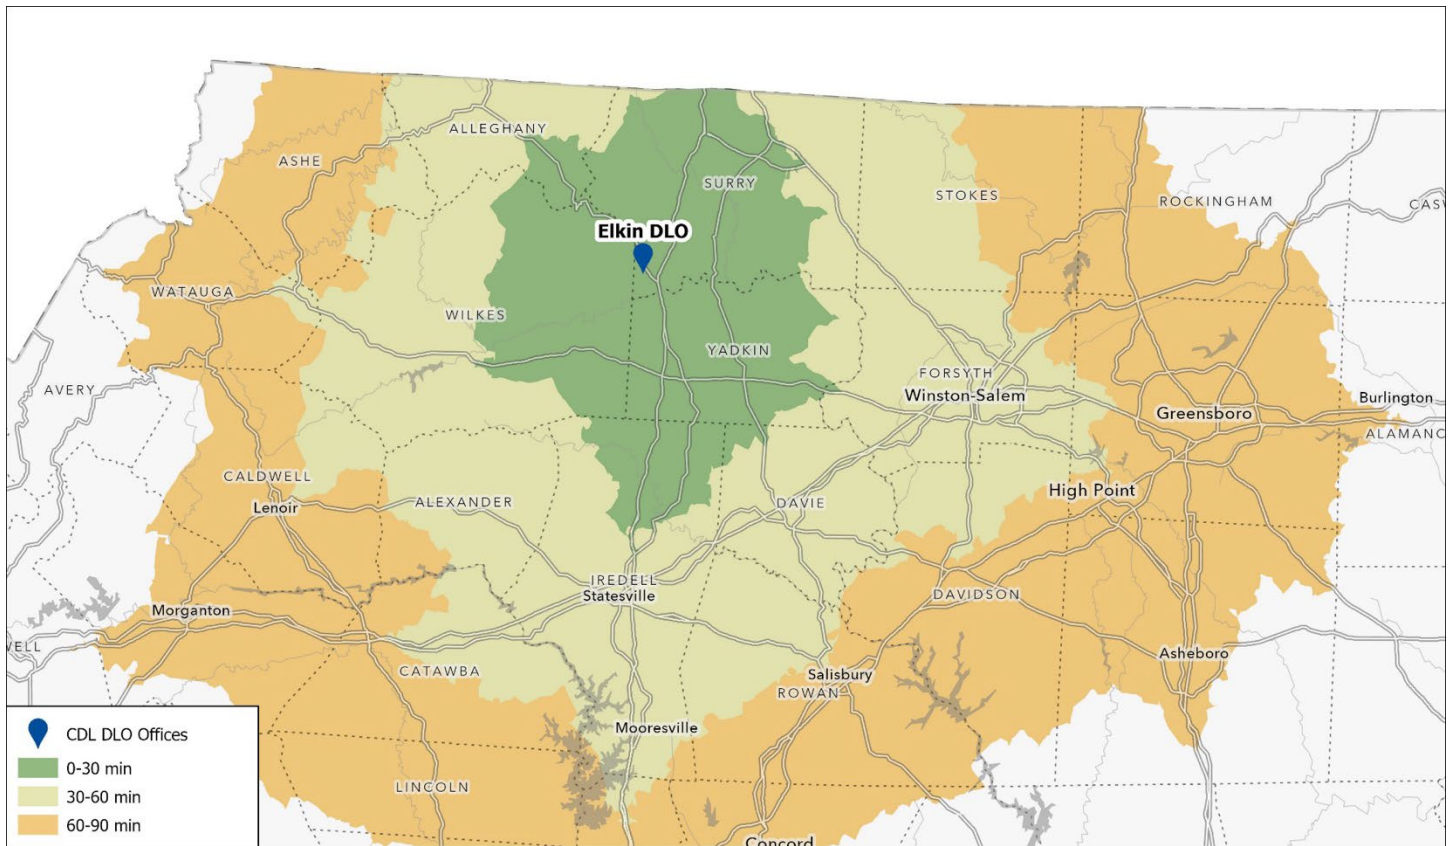 ALLEGHANY
ASHE
SURRY
STOKES
ROCKINGHAM
CASW
Elkin DLO
WATAUGA
WILKES
YADKIN
FORSYTH
AVERY
Winston-Salem
Greensboro
Burlington
ALAMANC
CALDWELL
Lenoir
ALEXANDER
DAVIE
High Point
IREDELL
Statesville
DAVIDSON
Morganton
WELL
CATAWBA
Salisbury
ROWAN
Asheboro
Mooresville
LINCOLN
Concord
CDL DLO Offices
0-30 min
30-60 min
60-90 min